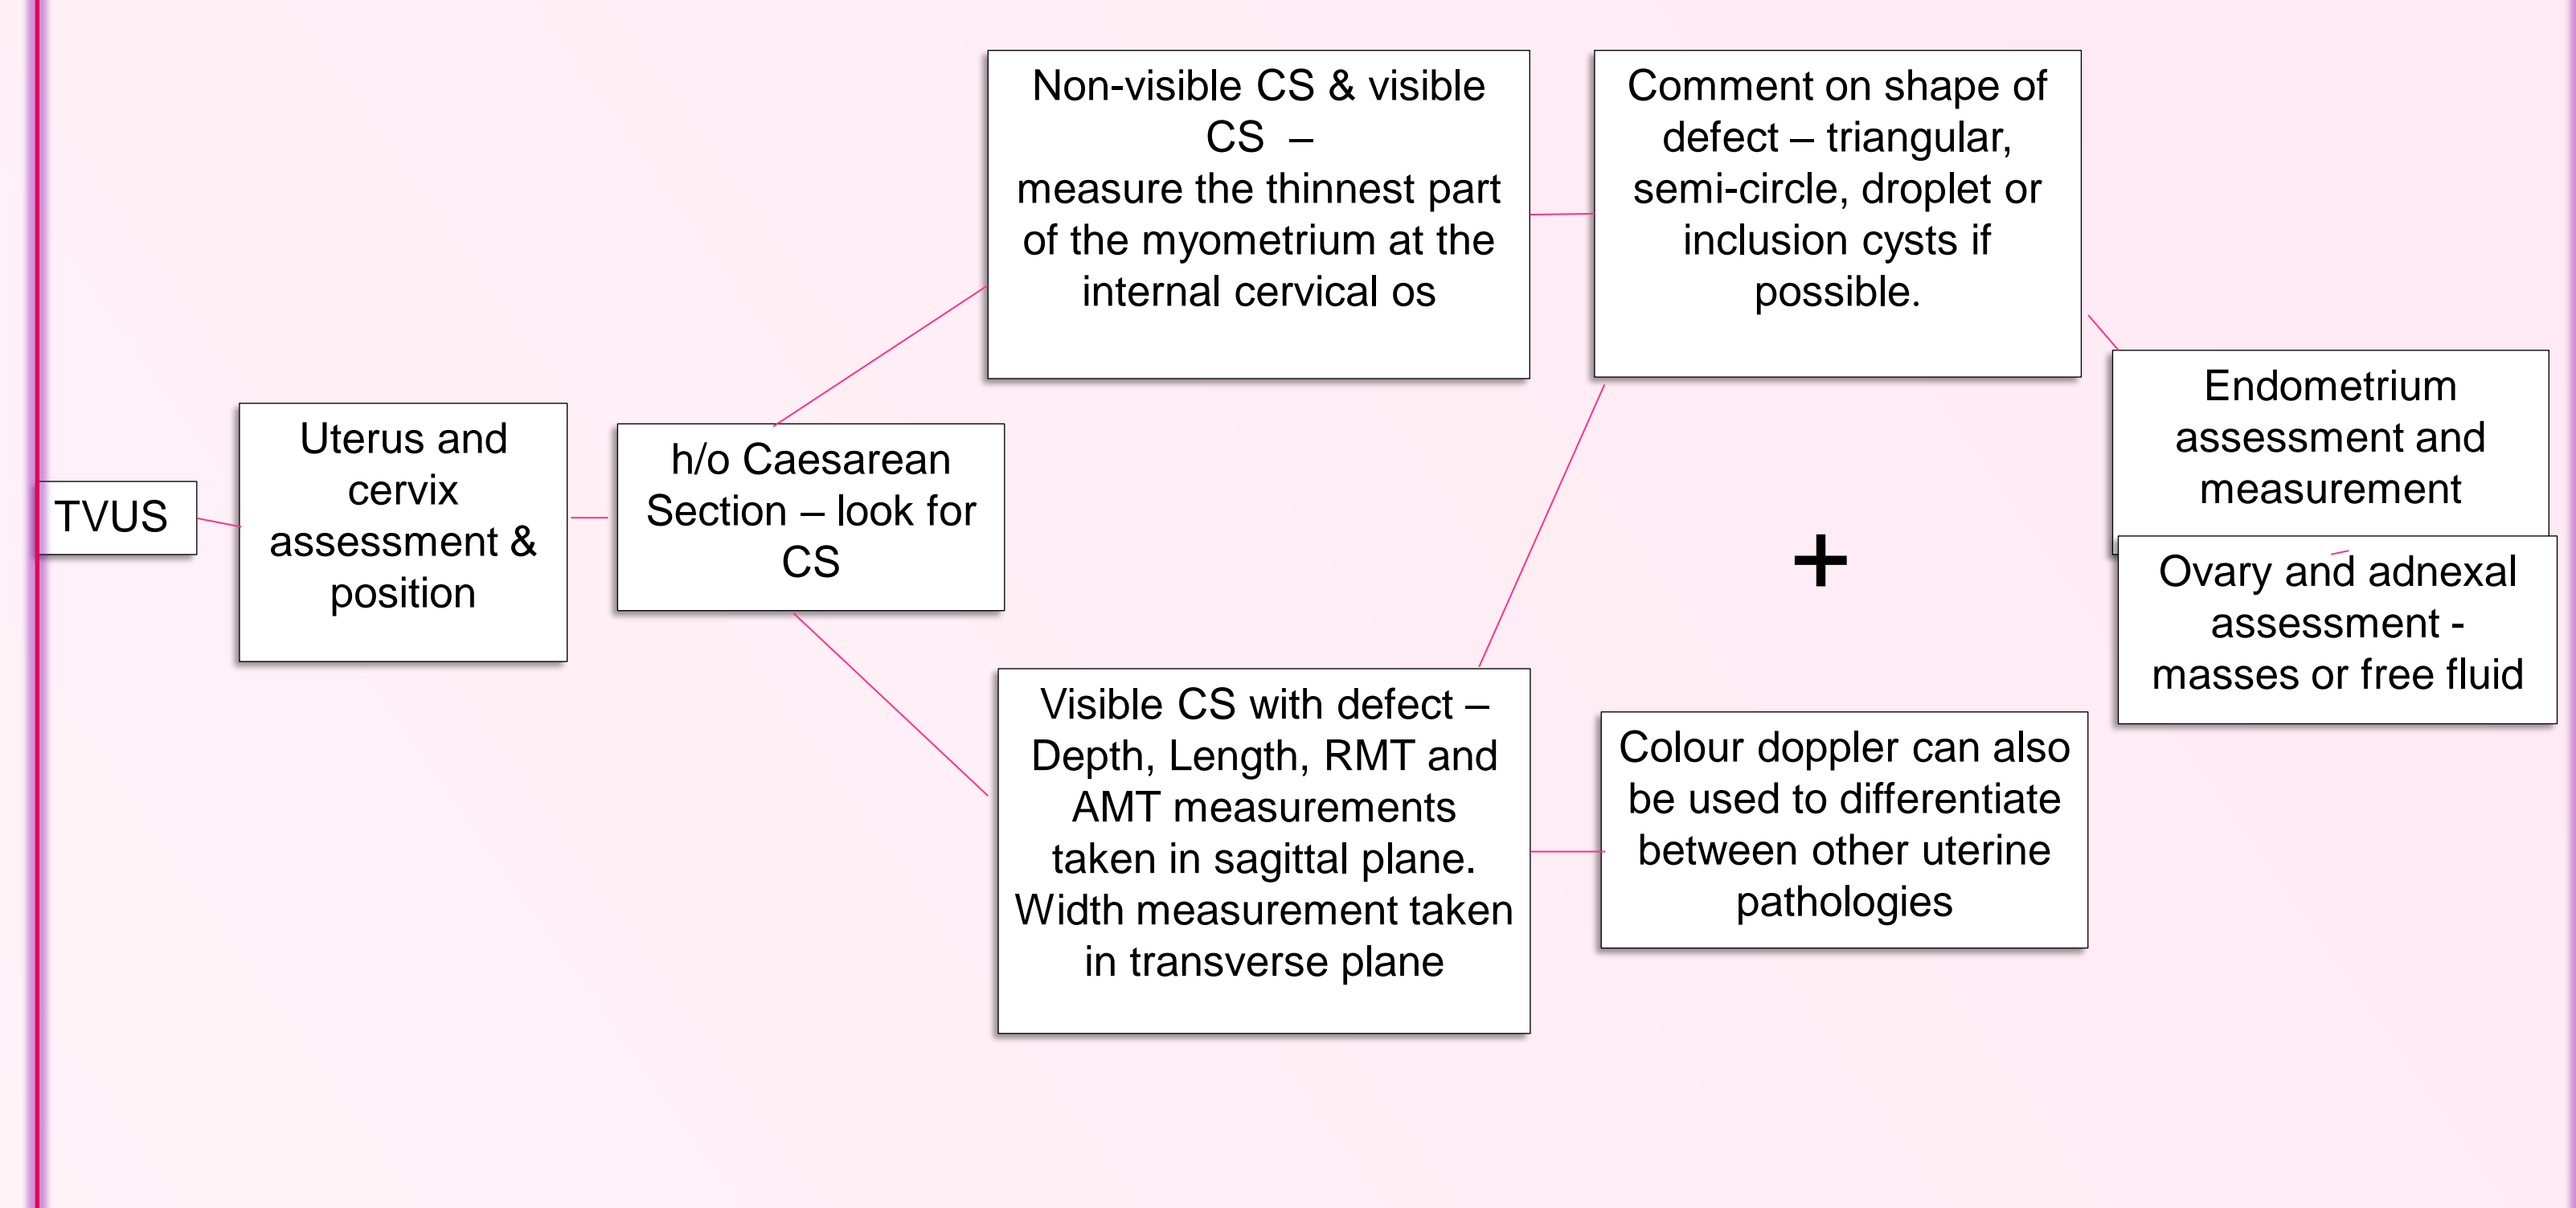 TVUS
Uterus and
cervix
assessment &
position
h/o Caesarean
Section – look for
CS
Non-visible CS & visible
CS –
measure the thinnest part
of the myometrium at the
internal cervical os
Visible CS with defect –
Depth, Length, RMT and
AMT measurements
taken in sagittal plane.
Width measurement taken
in transverse plane
Comment on shape of
defect – triangular,
semi-circle, droplet or
inclusion cysts if
possible.
+
Colour doppler can also
be used to differentiate
between other uterine
pathologies
Endometrium
assessment and
measurement
Ovary and adnexal
assessment -
masses or free fluid